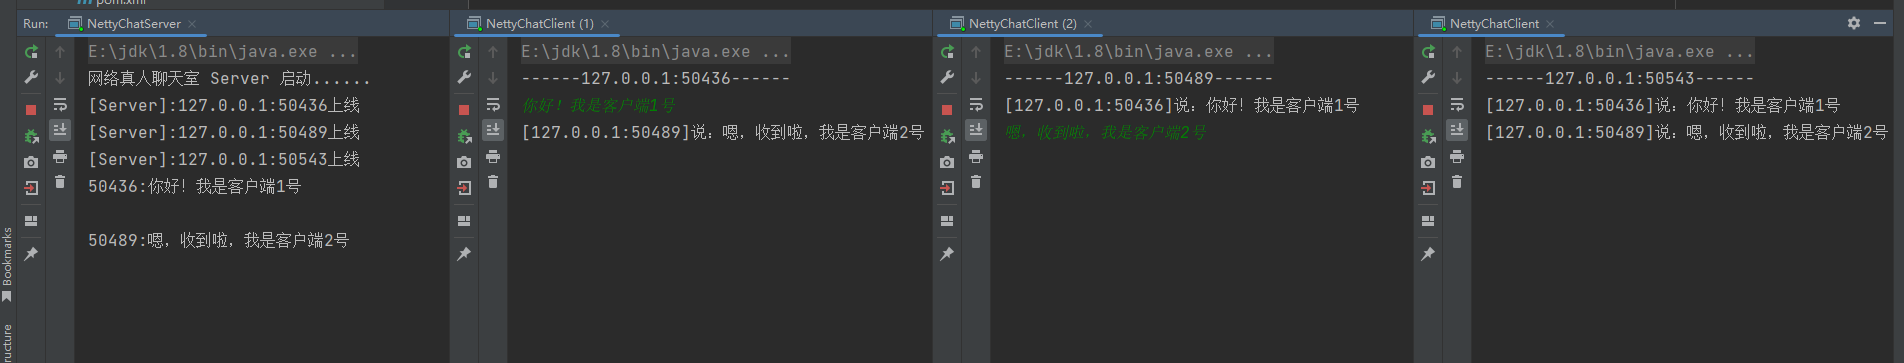 pom.xml
Run:
NettyChatServer
NettyChatClient (1)
NettyChatClient (2)
NettyChatClient
E:\jdk\1.8\bin\java.exe ...
网络真人聊天室 Server 启动......
[Server]:127.0.0.1:50436上线
[Server]:127.0.0.1:50489上线
[Server]:127.0.0.1:50543上线
50436:你好！我是客户端1号
50489:嗯，收到啦，我是客户端2号
E:\jdk\1.8\bin\java.exe ...
------127.0.0.1:50436------
你好！我是客户端1号
[127.0.0.1:50489]说：嗯，收到啦，我是客户端2号
E:\jdk\1.8\bin\java.exe ...
------127.0.0.1:50489------
[127.0.0.1:50436]说：你好！我是客户端1号
嗯，收到啦，我是客户端2号
E:\jdk\1.8\bin\java.exe ...
------127.0.0.1:50543------
[127.0.0.1:50436]说：你好！我是客户端1号
[127.0.0.1:50489]说：嗯，收到啦，我是客户端2号
Bookmarks
ructure